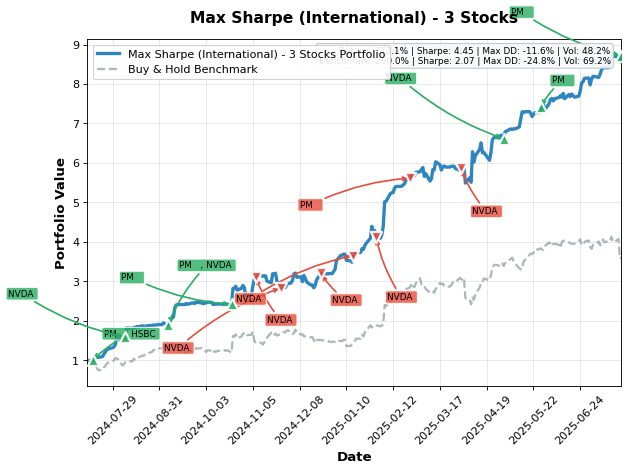 Max Sharpe (International) - 3 Stocks
PM
.1% | Sharpe: 4.45 | Max DD: -11.6% | Vol: 48.2%
.0% | Sharpe: 2.07 | Max DD: -24.8% | Vol: 69.2%
Max Sharpe (International) - 3 Stocks Portfolio
Buy & Hold Benchmark
NVDA
PM
PM
NVDA
PM , NVDA
PM
NVDA
NVDA
NVDA
NVDA
NVDA
PM , HSBC
NVDA
9
8
7
6
5
4
3
2
1
Portfolio Value
2024-07-29
2024-08-31
2024-10-03
2024-11-05
2024-12-08
2025-01-10
2025-02-12
2025-03-17
2025-04-19
2025-05-22
2025-06-24
Date